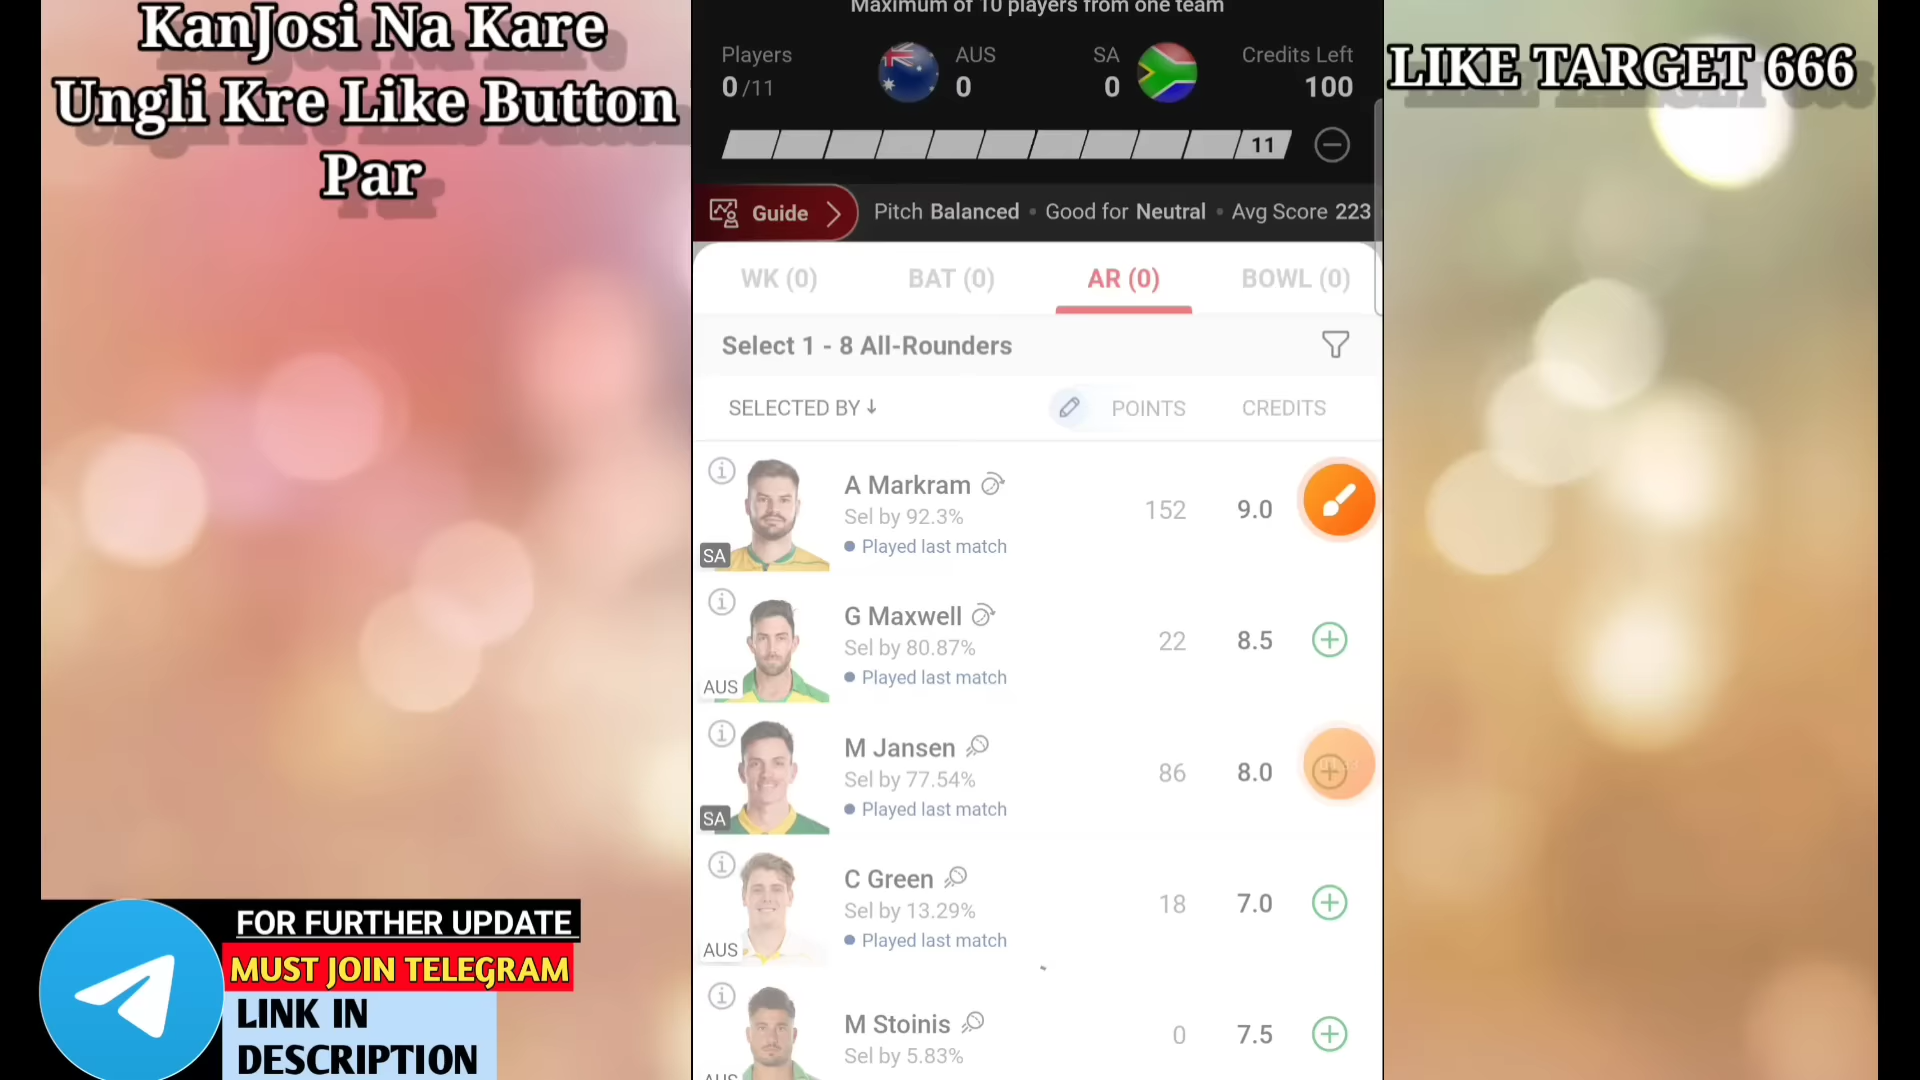 KanJosi Na Kare
Ungli Kre Like Button
Par
Maximum of 10 players from one team
Players
0 /11
AUS
0
SA
0
Credits Left
100
11
Guide
Pitch Balanced • Good for Neutral • Avg Score 223
WK (0)
BAT (0)
AR (0)
BOWL (0)
Select 1 - 8 All-Rounders
SELECTED BY ↓
POINTS
CREDITS
A Markram
Sel by 92.3%
Played last match
SA
152
9.0
G Maxwell
Sel by 80.87%
Played last match
AUS
22
8.5
M Jansen
Sel by 77.54%
Played last match
SA
86
8.0
C Green
Sel by 13.29%
Played last match
AUS
18
7.0
M Stoinis
Sel by 5.83%
AUS
0
7.5
LIKE TARGET 666
FOR FURTHER UPDATE
MUST JOIN TELEGRAM
LINK IN
DESCRIPTION